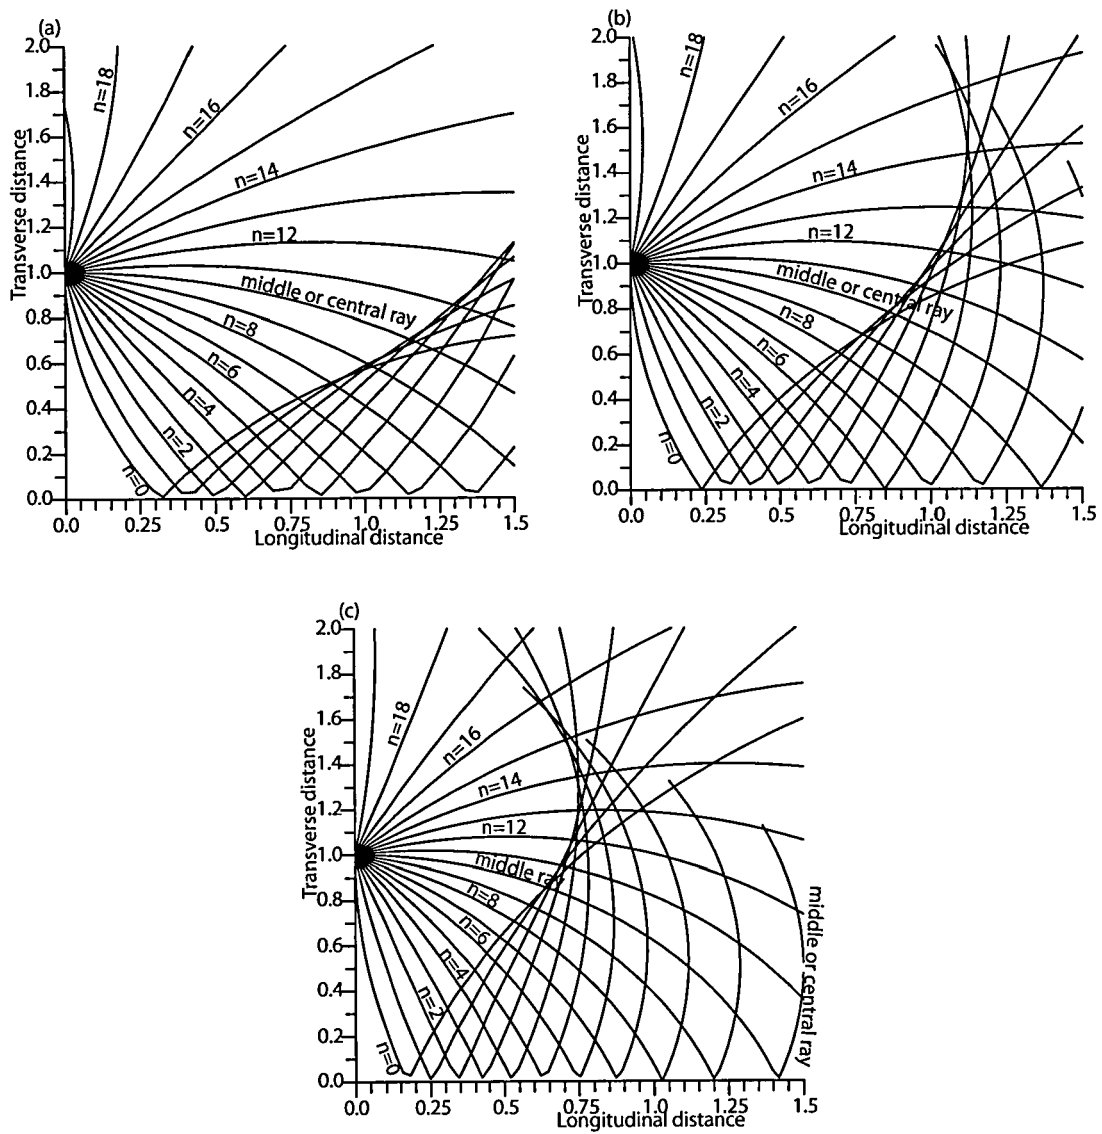 (a)
2.0
1.8
1.6
1.4
1.2
1.0
0.8
0.6
0.4
0.2
0.0
Transverse distance
n=18
n=16
n=14
n=12
middle or central ray
n=8
n=6
n=4
n=2
n=0
0.0 0.25 0.5 0.75 1.0 1.25 1.5
Longitudinal distance
(b)
2.0
1.8
1.6
1.4
1.2
1.0
0.8
0.6
0.4
0.2
0.0
Transverse distance
n=18
n=16
n=14
n=12
middle or central ray
n=8
n=6
n=4
n=2
n=0
0.0 0.25 0.5 0.75 1.0 1.25 1.5
Longitudinal distance
(c)
2.0
1.8
1.6
1.4
1.2
1.0
0.8
0.6
0.4
0.2
0.0
Transverse distance
n=18
n=16
n=14
n=12
middle ray
n=8
n=6
n=4
n=2
n=0
middle or central ray
0.0 0.25 0.5 0.75 1.0 1.25 1.5
Longitudinal distance